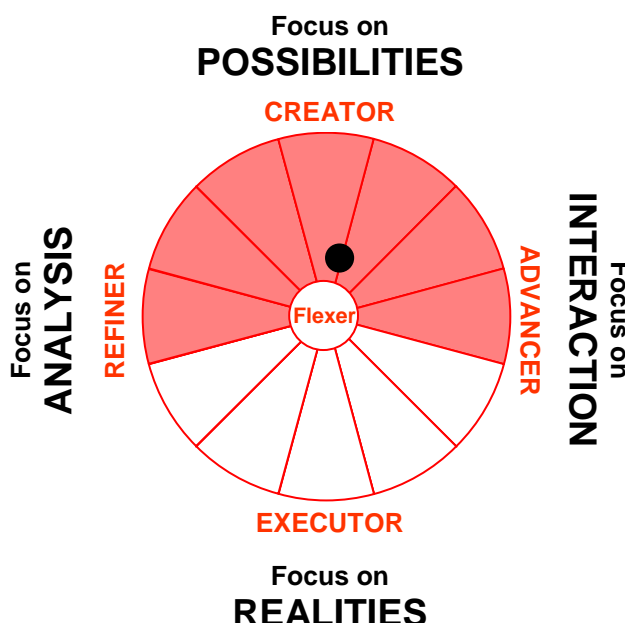 Focus on
POSSIBILITIES
CREATOR
Focus on
ANALYSIS
REFINER
Flexer
ADVANCER
INTERACTION
Focus on
EXECUTOR
Focus on
REALITIES